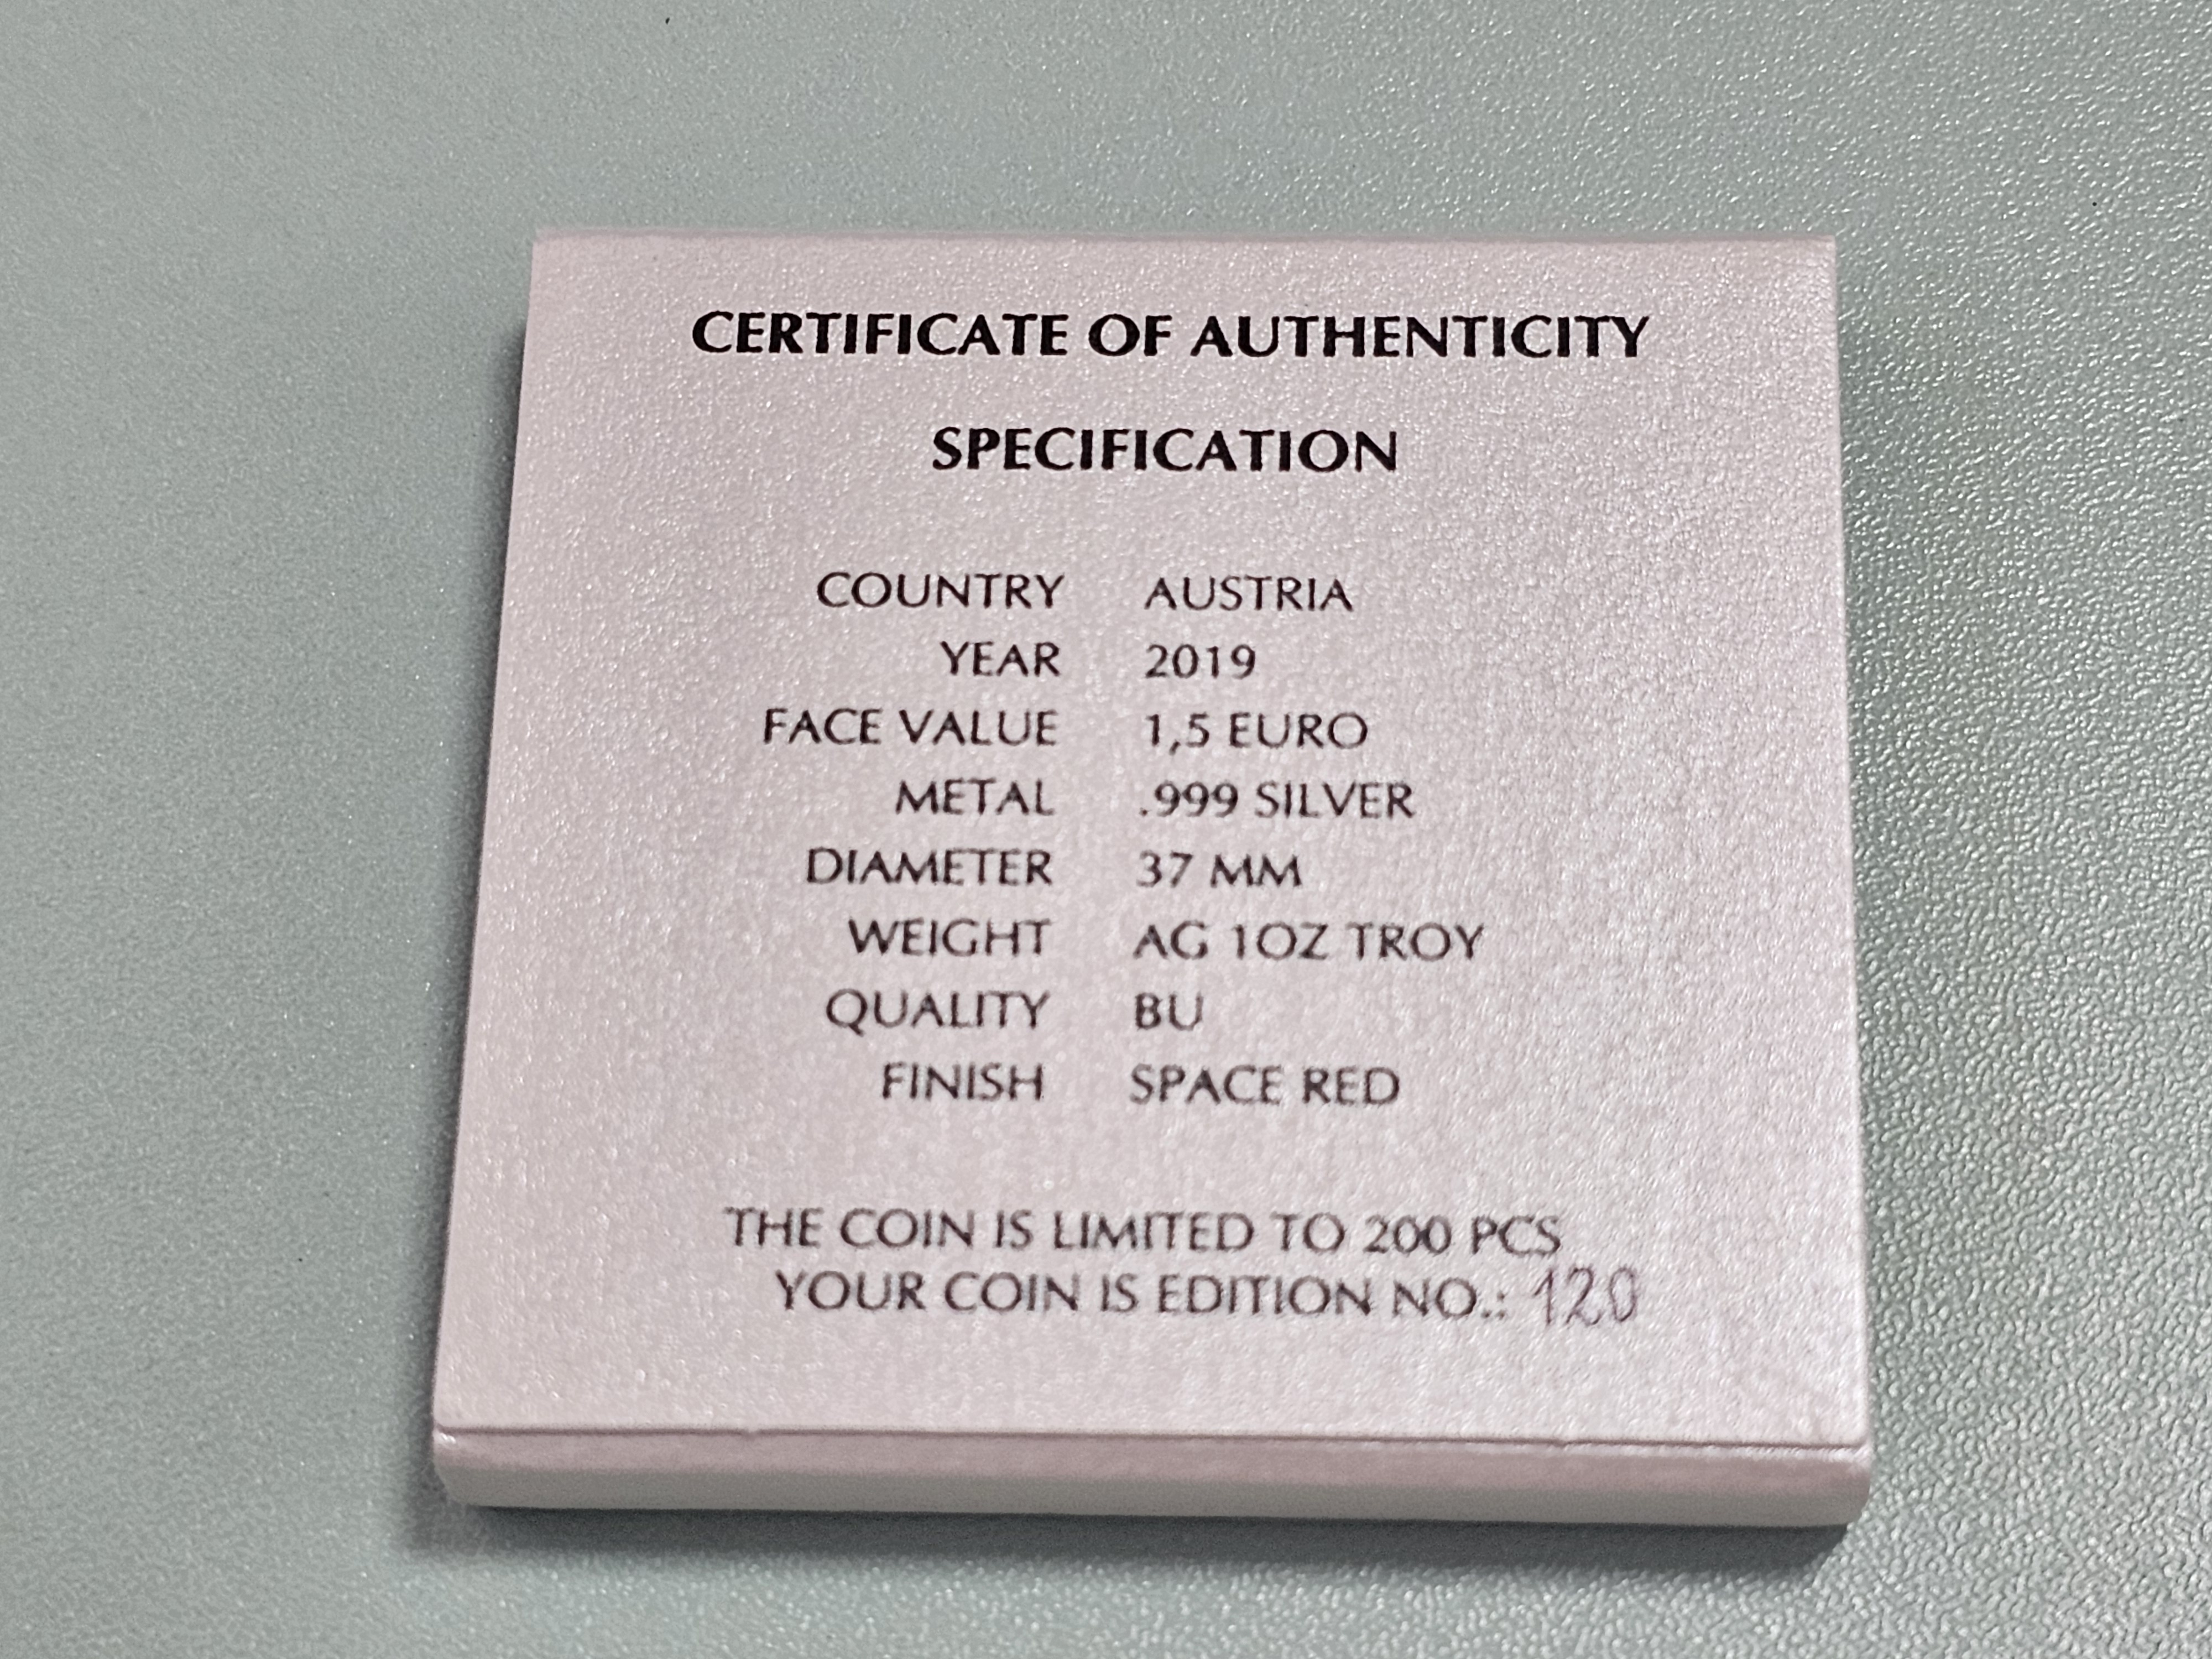 CERTIFICATE OF AUTHENTICITY
SPECIFICATION
COUNTRY AUSTRIA
YEAR 2019
FACE VALUE 1,5 EURO
METAL .999 SILVER
DIAMETER 37 MM
WEIGHT AG 1OZ TROY
QUALITY BU
FINISH SPACE RED
THE COIN IS LIMITED TO 200 PCS
YOUR COIN IS EDITION NO.: 120